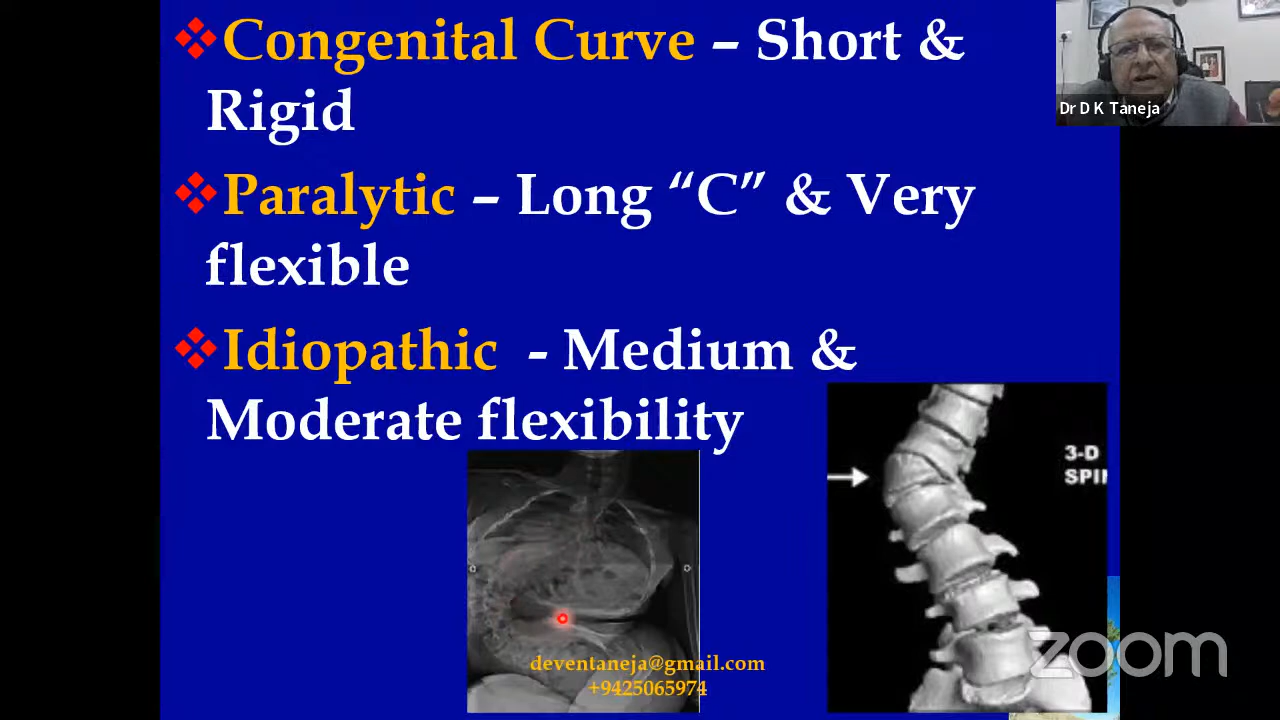 Congenital Curve – Short &
Rigid
Dr D K Taneja
Paralytic – Long “C” & Very
flexible
Idiopathic - Medium &
Moderate flexibility
3-D
deventaneja@gmail.com
+9425065974
zoom